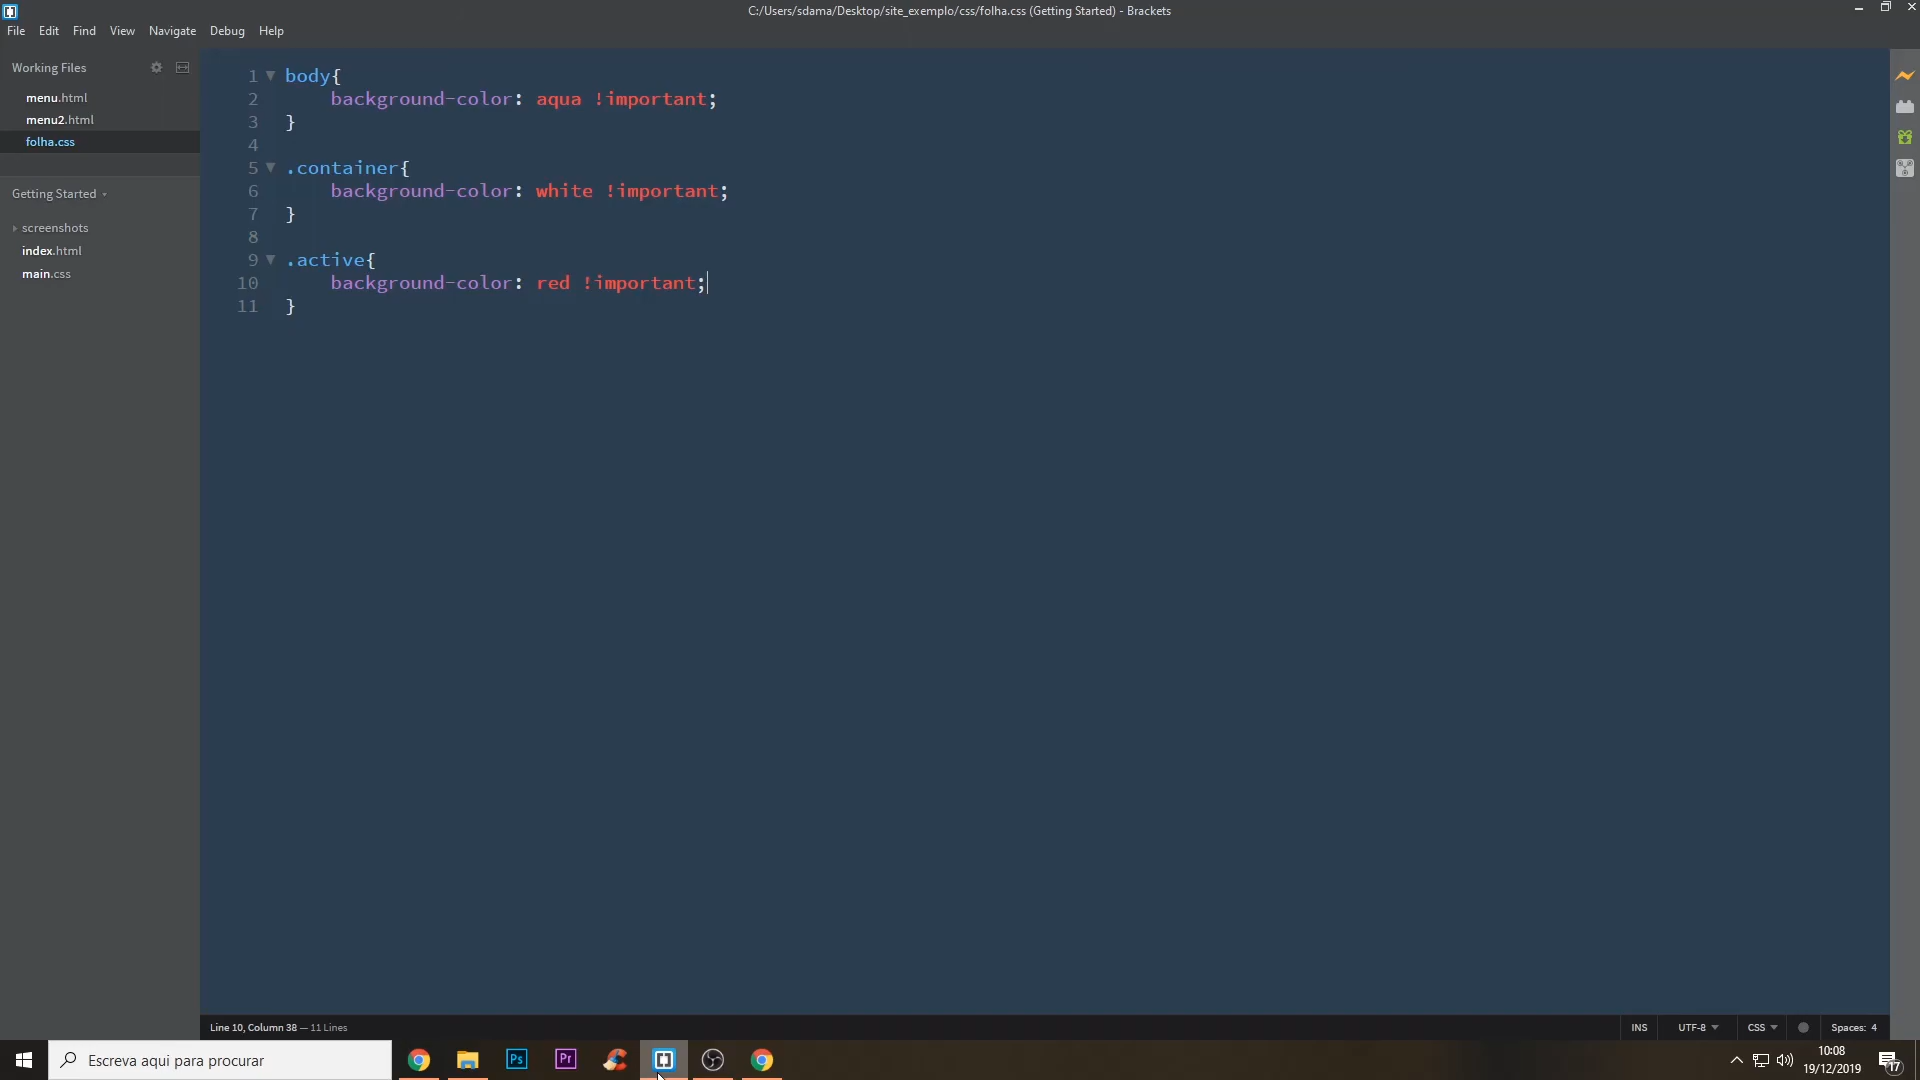 C:/Users/sdama/Desktop/site_exemplo/css/folha.css (Getting Started) - Brackets
File Edit Find View Navigate Debug Help
Working Files
menu.html
menu2.html
folha.css
Getting Started
screenshots
index.html
main.css
1 body{
2 background-color: aqua !important;
3 }
4
5 .container{
6 background-color: white !important;
7 }
8
9 .active{
10 background-color: red !important;
11 }
Line 10, Column 38 — 11 Lines
INS UTF-8 CSS Spaces: 4
Escreva aqui para procurar
Ps
Pr
10:08
19/12/2019
17